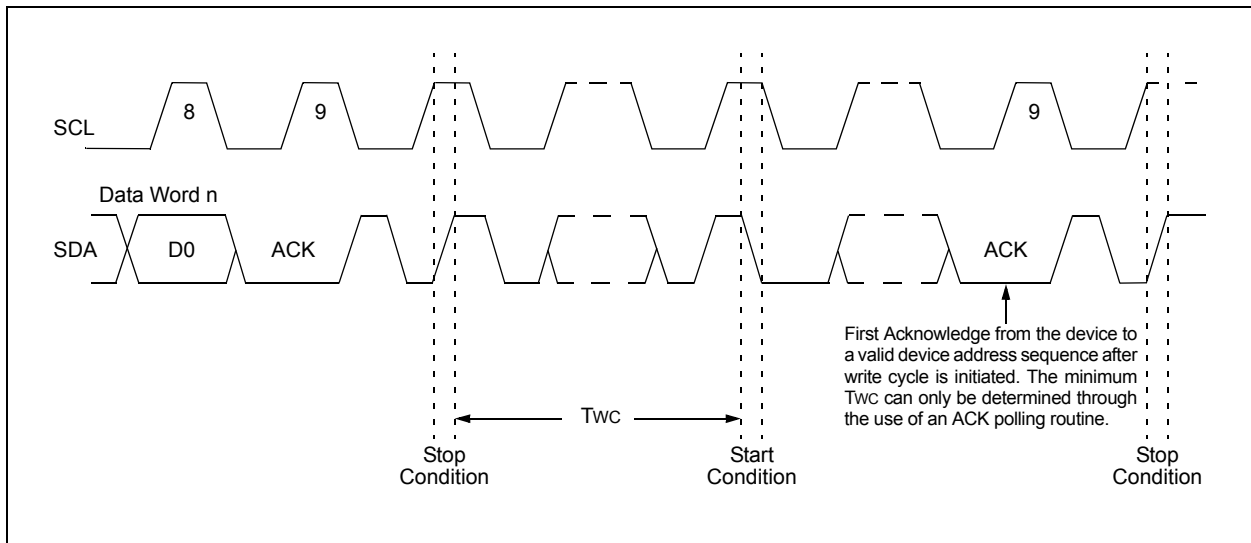 SCL
8
9
9
Data Word n
SDA
D0
ACK
ACK
First Acknowledge from the device to
a valid device address sequence after
write cycle is initiated. The minimum
TWC can only be determined through
the use of an ACK polling routine.
TWC
Stop
Condition
Start
Condition
Stop
Condition